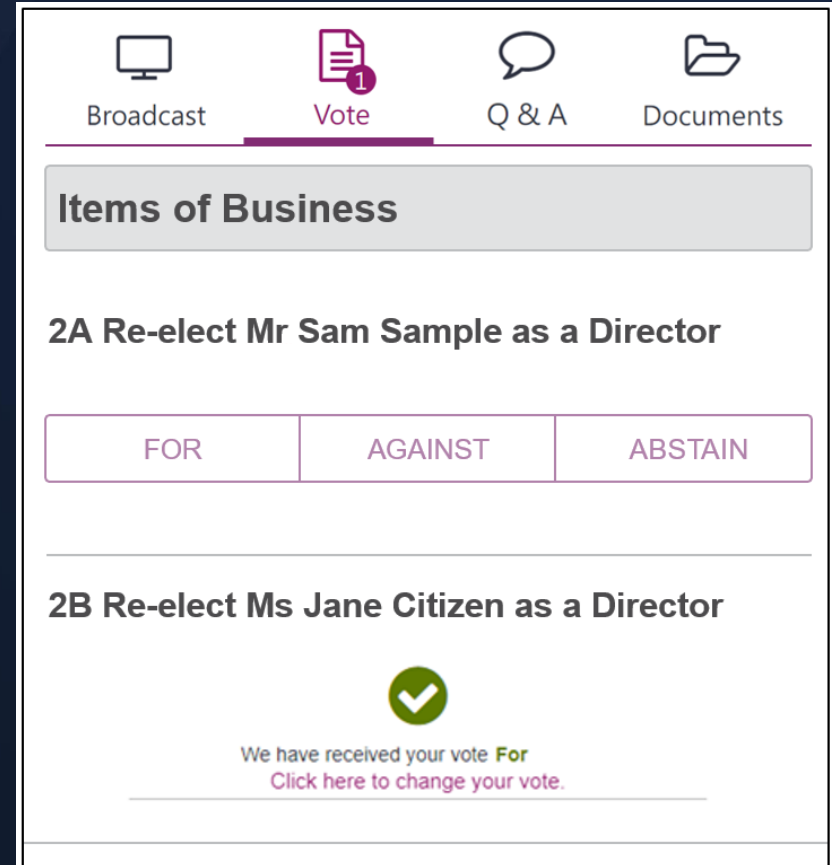 1
Broadcast Vote Q & A Documents
Items of Business
2A Re-elect Mr Sam Sample as a Director
FOR AGAINST ABSTAIN
2B Re-elect Ms Jane Citizen as a Director
We have received your vote For
Click here to change your vote.